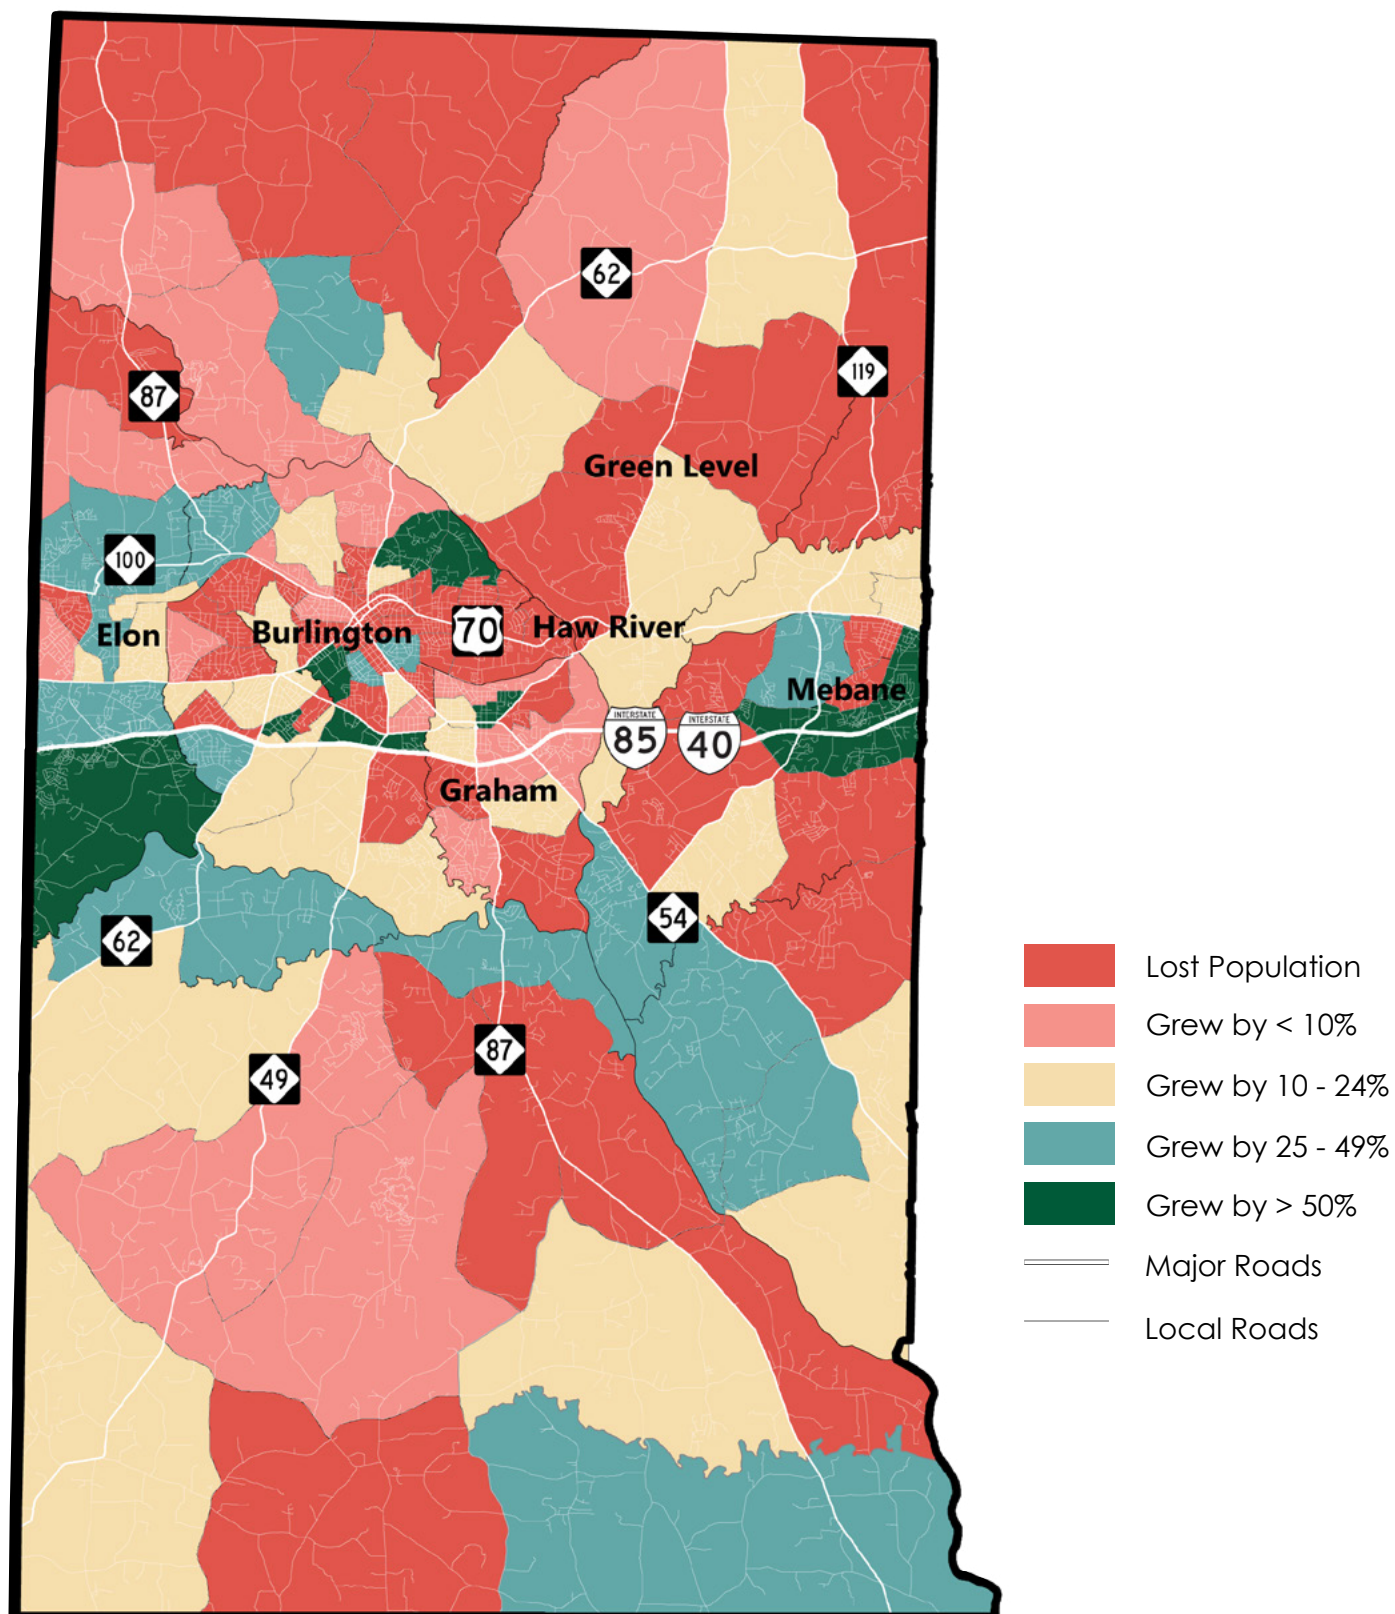 62
119
87
Green Level
100
Elon
Burlington
70
Haw River
Mebane
INTERSTATE
85
INTERSTATE
40
Graham
54
62
87
49
Lost Population
Grew by < 10%
Grew by 10 - 24%
Grew by 25 - 49%
Grew by > 50%
Major Roads
Local Roads